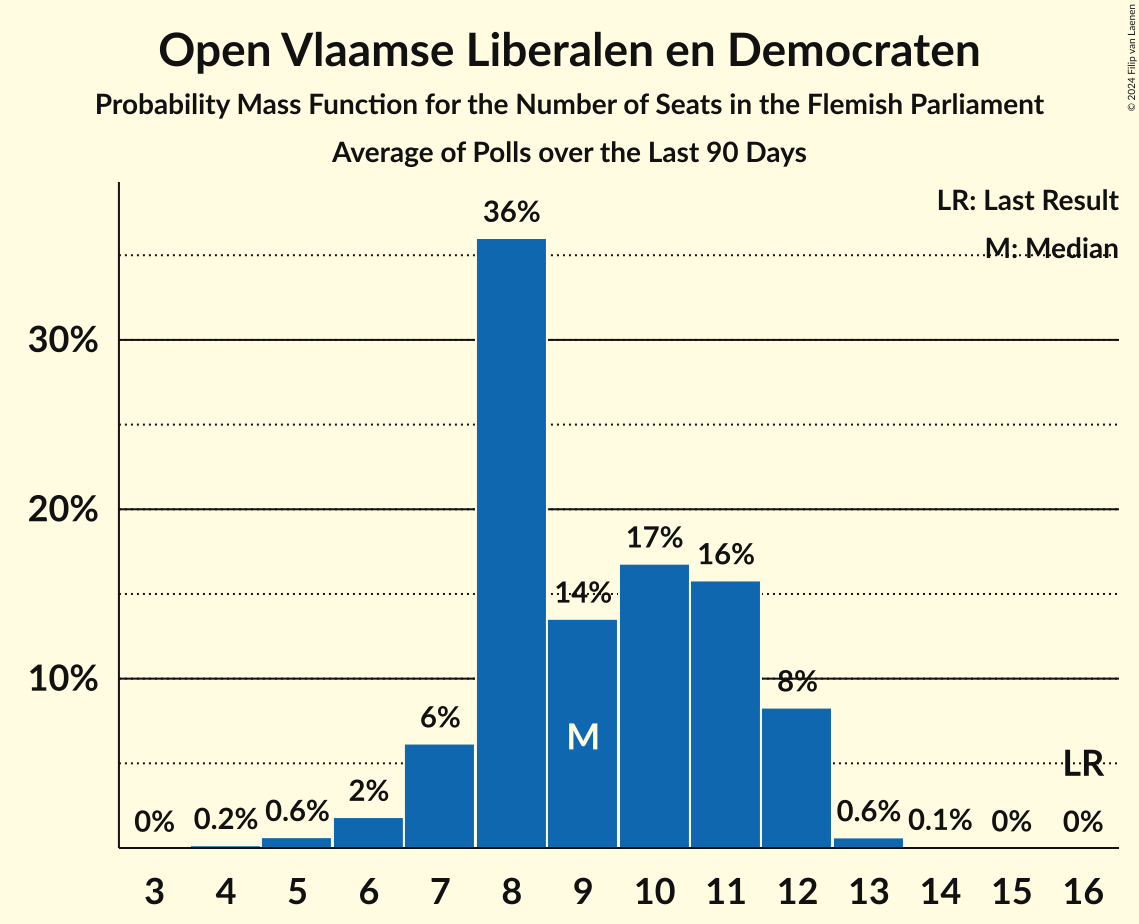 Open Vlaamse Liberalen en Democraten
Probability Mass Function for the Number of Seats in the Flemish Parliament
Average of Polls over the Last 90 Days
© 2024 Filip van Laenen
LR: Last Result
M: Median
36%
30%
20%
17%
16%
14%
10%
8%
6%
M
LR
2%
0%
0.2%
0.6%
0.6%
0.1%
0%
0%
3 4 5 6 7 8 9 10 11 12 13 14 15 16